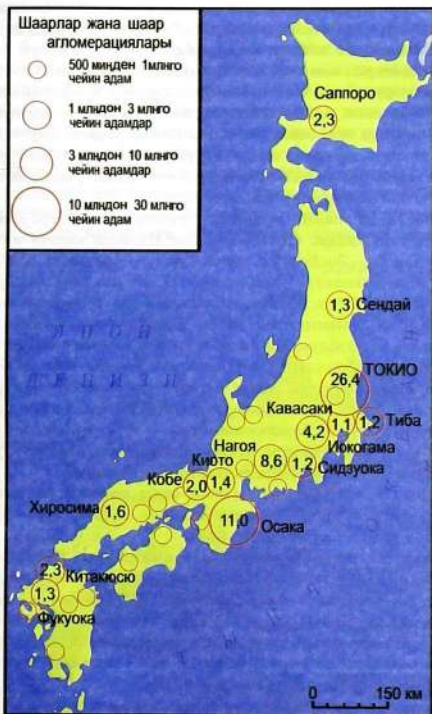 Шаарлар жана шаар
агломерациялары
500 миңден 1млнго
чейин адам
1 млндон 3 млнго
чейин адамдар
3 млндон 10 млнго
чейин адамдар
10 млндон 30 млнго
чейин адам
Саппоро
2,3
1,3 Сендай
ЯПОН
ДЕҢИЗИ
ТОКИО
26,4
Кавасаки
1,1
1,2 Тиба
4,2
Иокогама
Нагоя
8,6
1,2
Сидзуока
Киото
1,4
Кобе
2,0
Хиросима
1,6
11,0
Осака
2,3
Китакюсю
1,3
Фукуока
0 150 км